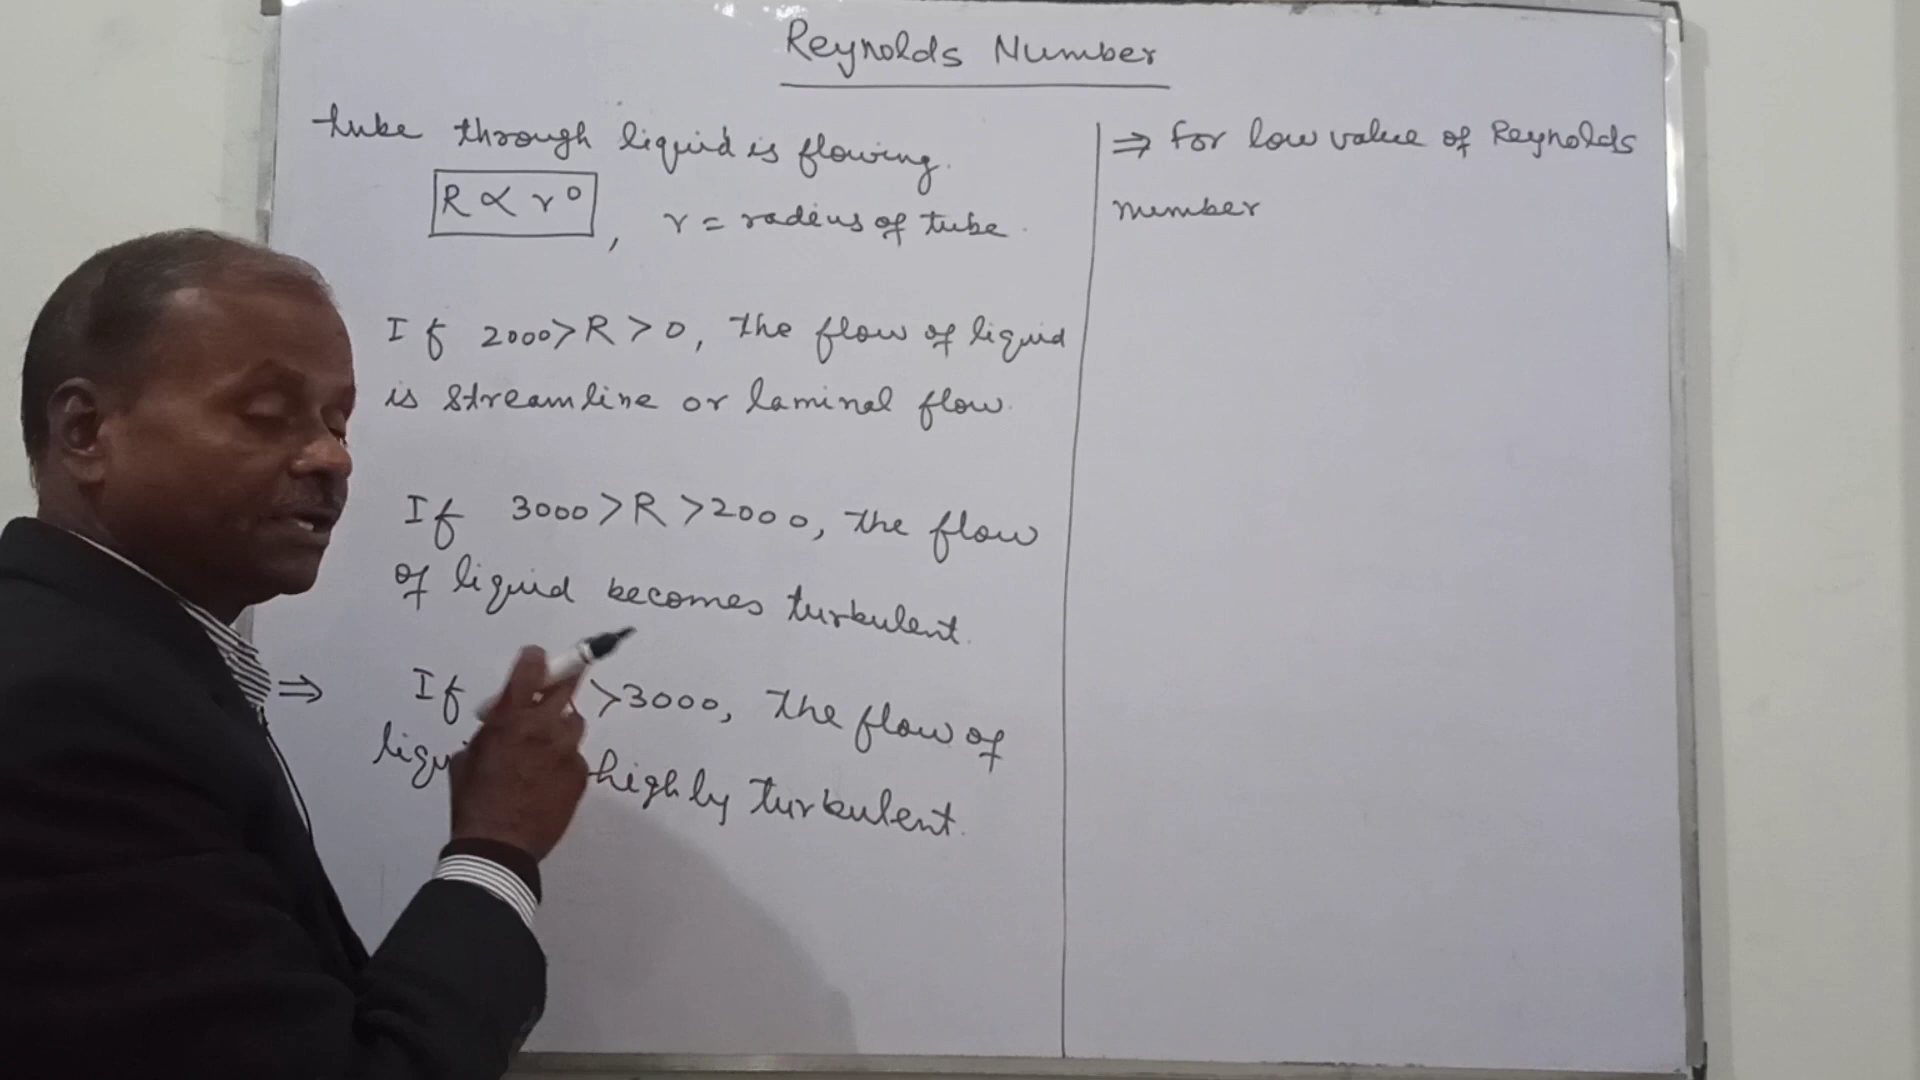 Reynolds Number
tube through liquid is flowing.
R ∝ r⁰, r = radius of tube.
If 2000 > R > 0, the flow of liquid
is streamline or laminal flow.
If 3000 > R > 2000, the flow
of liquid becomes turbulent.
⇒ If > 3000, the flow of
highly turbulent.
⇒ For low value of Reynolds
number